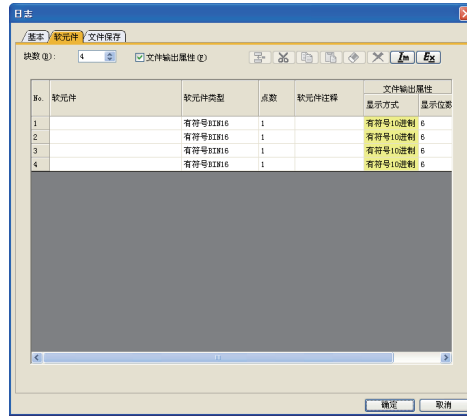 日志
基本 软元件 文件保存
块数(B): 4 文件输出属性(F) Im Ex
No. 软元件 软元件类型 点数 软元件注释 文件输出属性
显示方式 显示位数
1 有符号BIN16 1 有符号10进制 6
2 有符号BIN16 1 有符号10进制 6
3 有符号BIN16 1 有符号10进制 6
4 有符号BIN16 1 有符号10进制 6
确定 取消